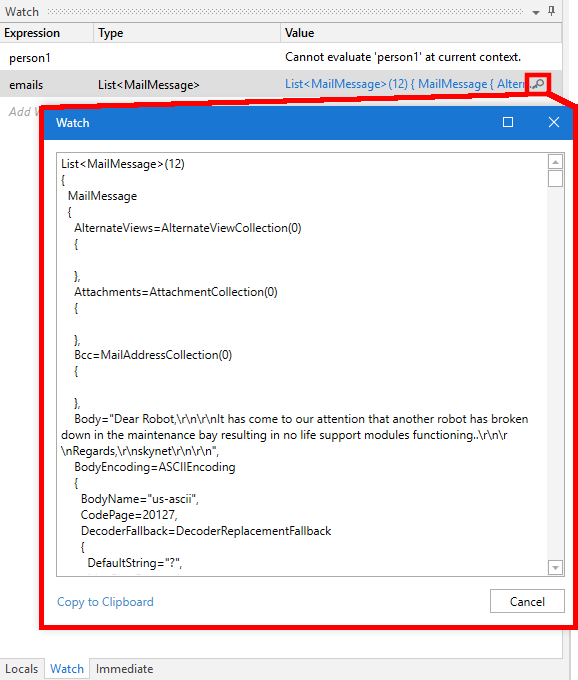 Watch
Expression Type Value
person1 Cannot evaluate 'person1' at current context.
emails List<MailMessage> List<MailMessage>(12) { MailMessage { Altern...
Add W
Watch
List<MailMessage>(12)
{
MailMessage
{
AlternateViews=AlternateViewCollection(0)
{
},
Attachments=AttachmentCollection(0)
{
},
Bcc=MailAddressCollection(0)
{
},
Body="Dear Robot,\r\n\r\nIt has come to our attention that another robot has broken
down in the maintenance bay resulting in no life support modules functioning..\r\n\r
\nRegards,\r\nskynet\r\n\r\n",
BodyEncoding=ASCIIEncoding
{
BodyName="us-ascii",
CodePage=20127,
DecoderFallback=DecoderReplacementFallback
{
DefaultString="?",
Copy to Clipboard Cancel
Locals Watch Immediate